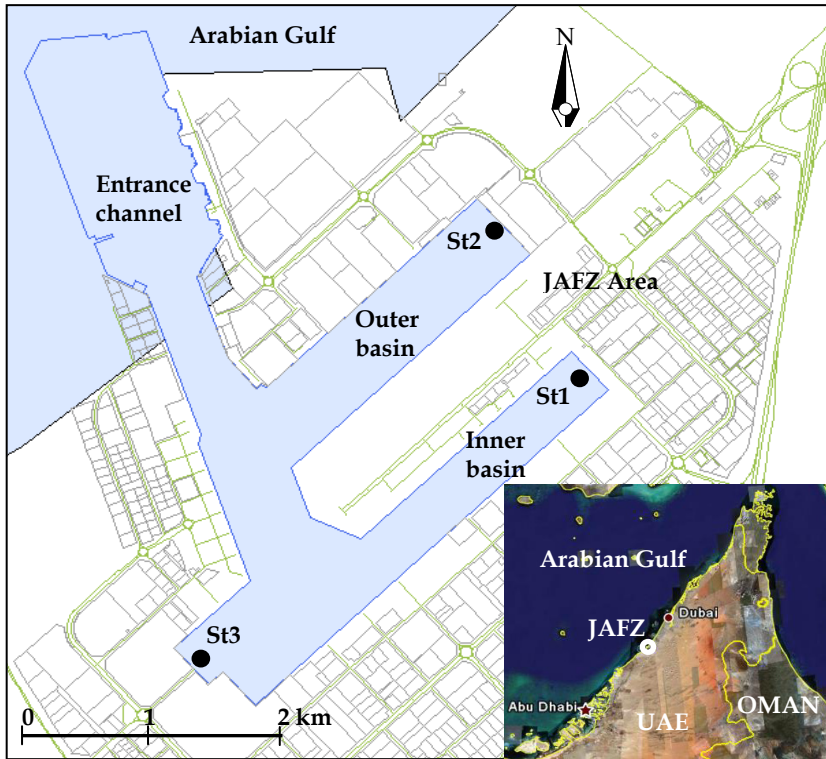 Arabian Gulf
N
Entrance
channel
St2
JAFZ Area
Outer
basin
St1
Inner
basin
St3
0 1 2 km
Arabian Gulf
Dubai
JAFZ
Abu Dhabi
UAE
OMAN